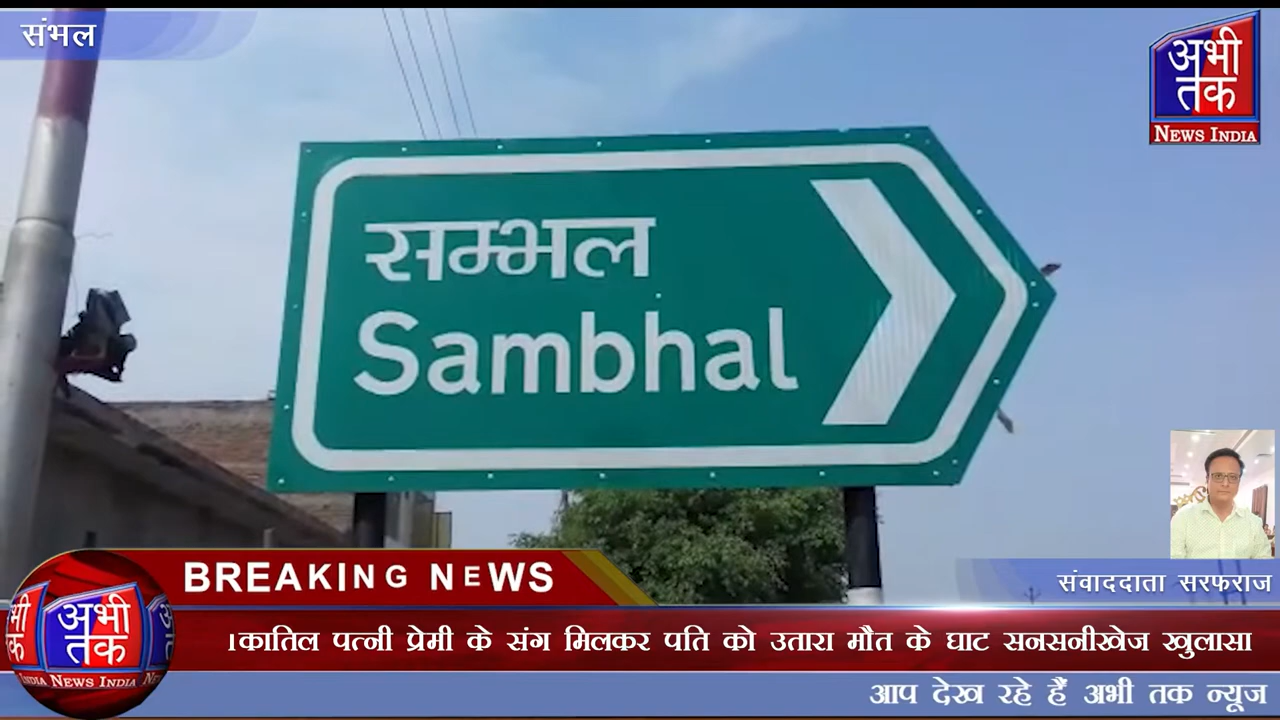 संभल
अभी
तक
NEWS INDIA
सम्भल
Sambhal
संवाददाता सरफराज
BREAKING NEWS
अभी
तक
INDIA NEWS INDIA NEWS
।कातिल पत्नी प्रेमी के संग मिलकर पति को उतारा मौत के घाट सनसनीखेज खुलासा
आप देख रहे हैं अभी तक न्यूज